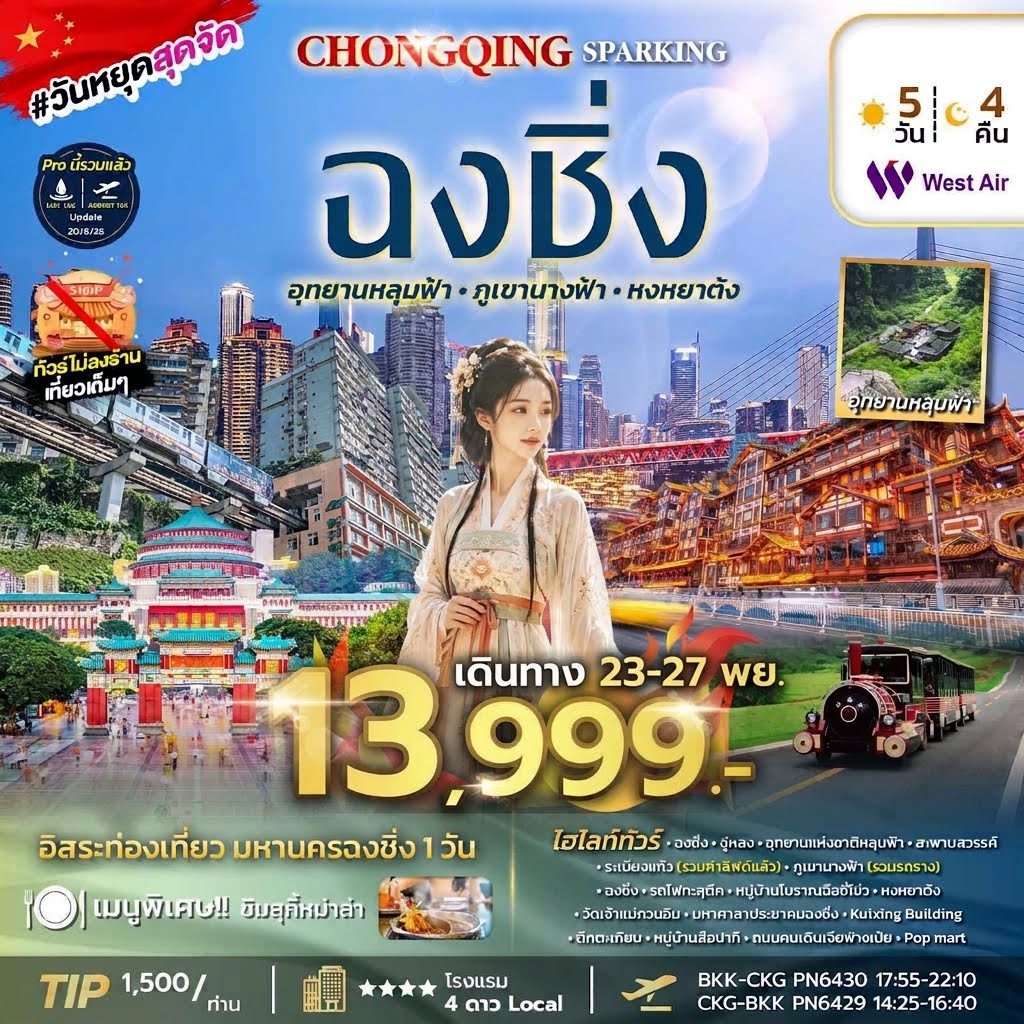 #วันหยุดสุดจัด
CHONGQING SPARKING
ฉงชิ่ง
อุทยานหลุมฟ้า • ภูเขานางฟ้า • หงหยาต้ง
5 วัน
4 คืน
West Air
Pro นี้รวมแล้ว
Update
ทัวร์ไม่ลงร้าน
เที่ยวเต็มๆ
อุทยานหลุมฟ้า
เดินทาง 23-27 พย.
13,999.-
อิสระท่องเที่ยว มหานครฉงชิ่ง 1 วัน
เมนูพิเศษ!!
ไฮไลท์ทัวร์ • ฉงชิ่ง • อู่หลง • อุทยานแห่งชาติหลุมฟ้า • สะพานสวรรค์
• ระเบียงแก้ว (รวมค่าลิฟต์แล้ว) • ภูเขานางฟ้า (รวมรถราง)
• ฉงชิ่ง • รถไฟทะลุตึก • หมู่บ้านโบราณฉือชี่โข่ว • หงหยาต้ง
• วัดเจ้าแม่กวนอิม • มหาศาลาประชาคมฉงชิ่ง • Kuixing Building
• ตึกตะเกียบ • หมู่บ้านสือปาที • ถนนคนเดินเจียฟ่างเป่ย • Pop mart
TIP 1,500/ท่าน
โรงแรม
4 ดาว Local
BKK-CKG PN6430 17:55-22:10
CKG-BKK PN6429 14:25-16:40